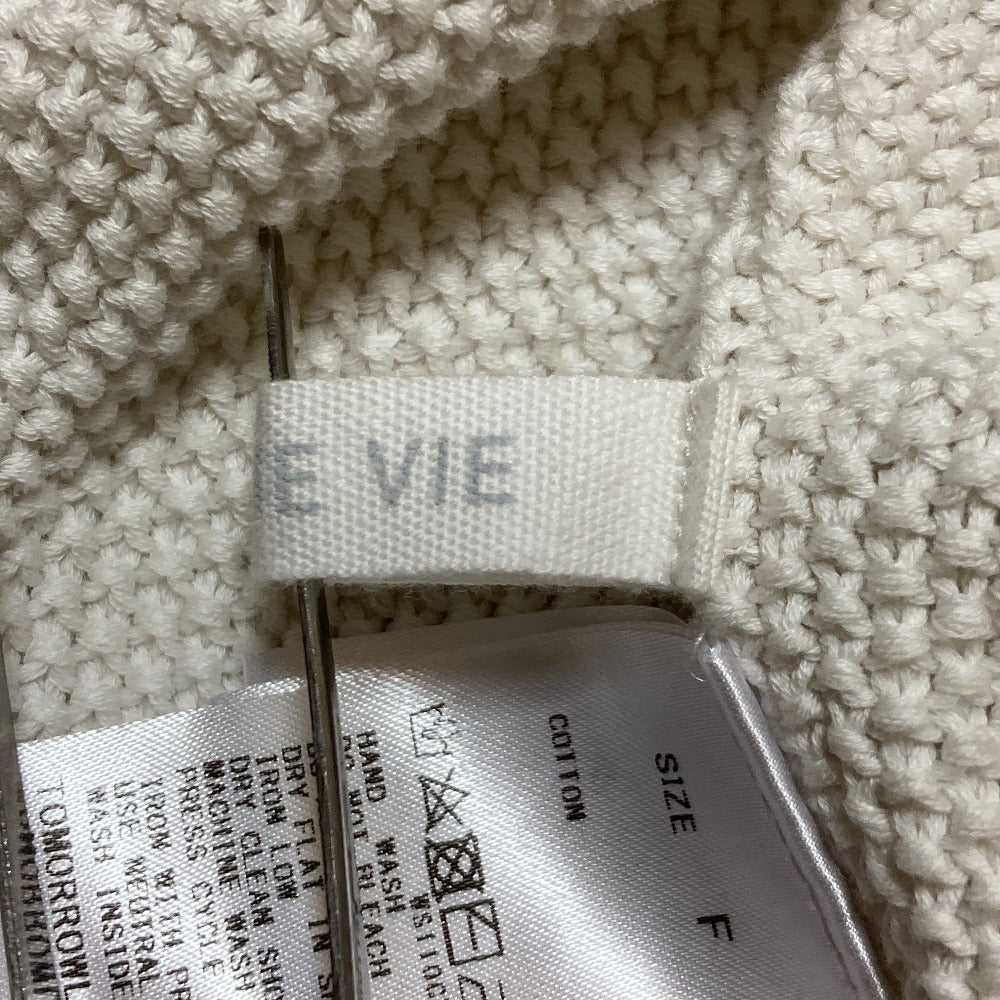 E VIE
SIZE F
COTTON
HAND WASH WS110
DO NOT BLEACH
DRY FLAT IN
IRON LOW
DRY CLEAN
MACHINE WASH
PRESS CYCLE
IRON WITH
USE NEUTRAL
WASH INSIDE
TOMORROWL